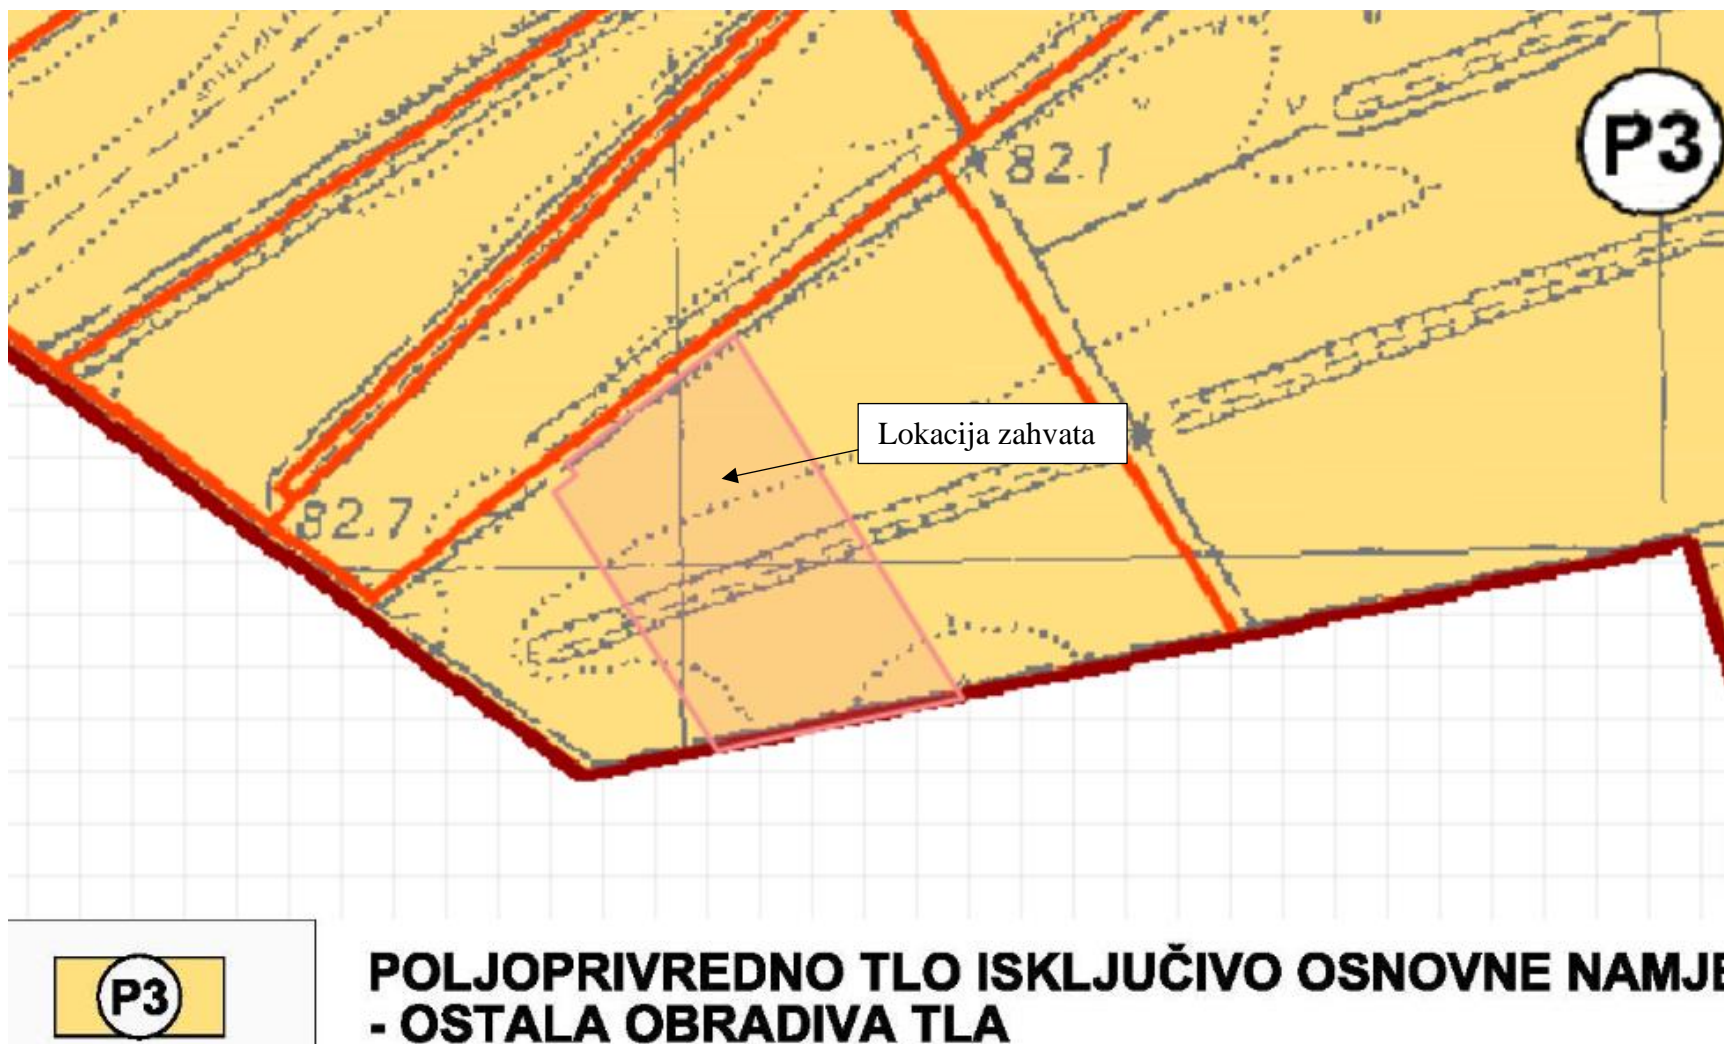 82.1
P3
Lokacija zahvata
82.7
P3
POLJOPRIVREDNO TLO ISKLJUČIVO OSNOVNE NAMJE
- OSTALA OBRADIVA TLA